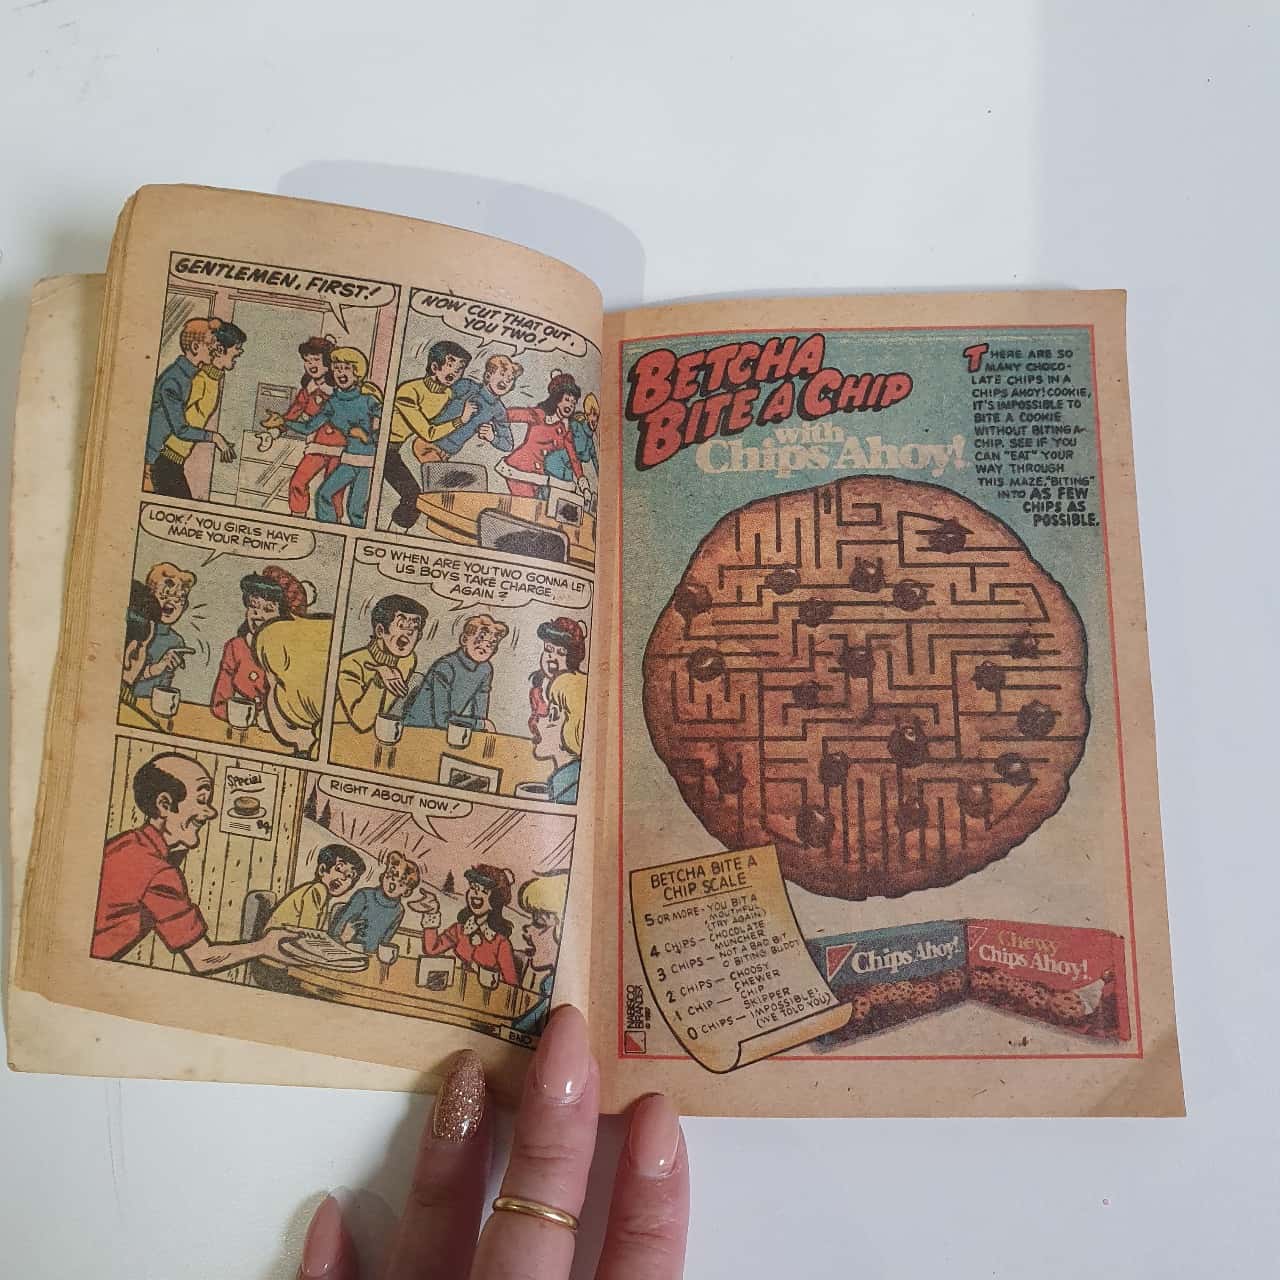 GENTLEMEN, FIRST!
NOW CUT THAT OUT,
YOU TWO!
LOOK! YOU GIRLS HAVE
MADE YOUR POINT!
SO WHEN ARE YOU TWO GONNA LET
US BOYS TAKE CHARGE,
AGAIN?
Special
RIGHT ABOUT NOW!
END
BETCHA
BITE A CHIP
with
Chips Ahoy!
THERE ARE SO
MANY CHOCO-
LATE CHIPS IN A
CHIPS AHOY! COOKIE,
IT'S IMPOSSIBLE TO
BITE A COOKIE
WITHOUT BITING A
CHIP. SEE IF YOU
CAN "EAT" YOUR
WAY THROUGH
THIS MAZE, "BITING"
INTO AS FEW
CHIPS AS
POSSIBLE.
BETCHA BITE A
CHIP SCALE
5 OR MORE - YOU BIT A
MOUTHFUL
(TRY AGAIN)
4 CHIPS - CHOCOLATE
MUNCHER
3 CHIPS - NOT A BAD BIT,
O BITING BUDDY
2 CHIPS - CHOOSY
CHEWER
1 CHIP - CHIP
SKIPPER
0 CHIPS - IMPOSSIBLE!
(WE TOLD YOU)
NABISCO
BRANDS
Chips Ahoy!
Chewy
Chips Ahoy!